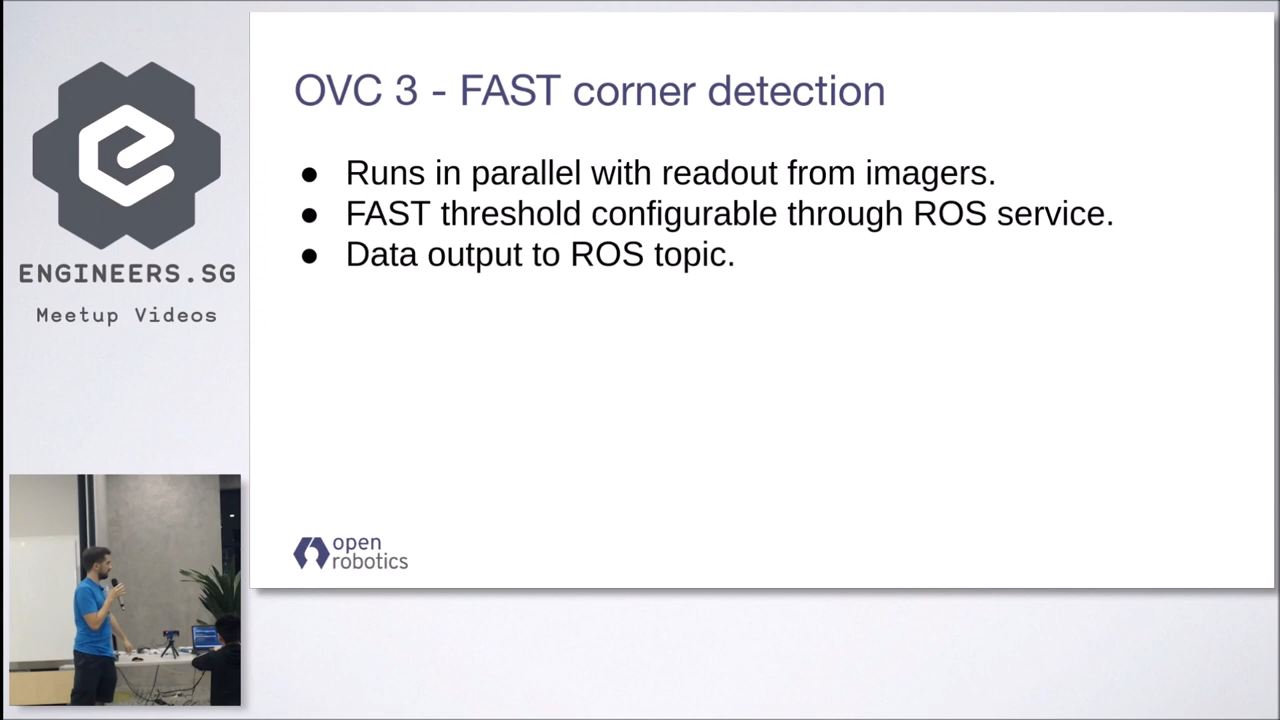 ENGINEERS.SG
Meetup Videos
OVC 3 - FAST corner detection
● Runs in parallel with readout from imagers.
● FAST threshold configurable through ROS service.
● Data output to ROS topic.
open
robotics